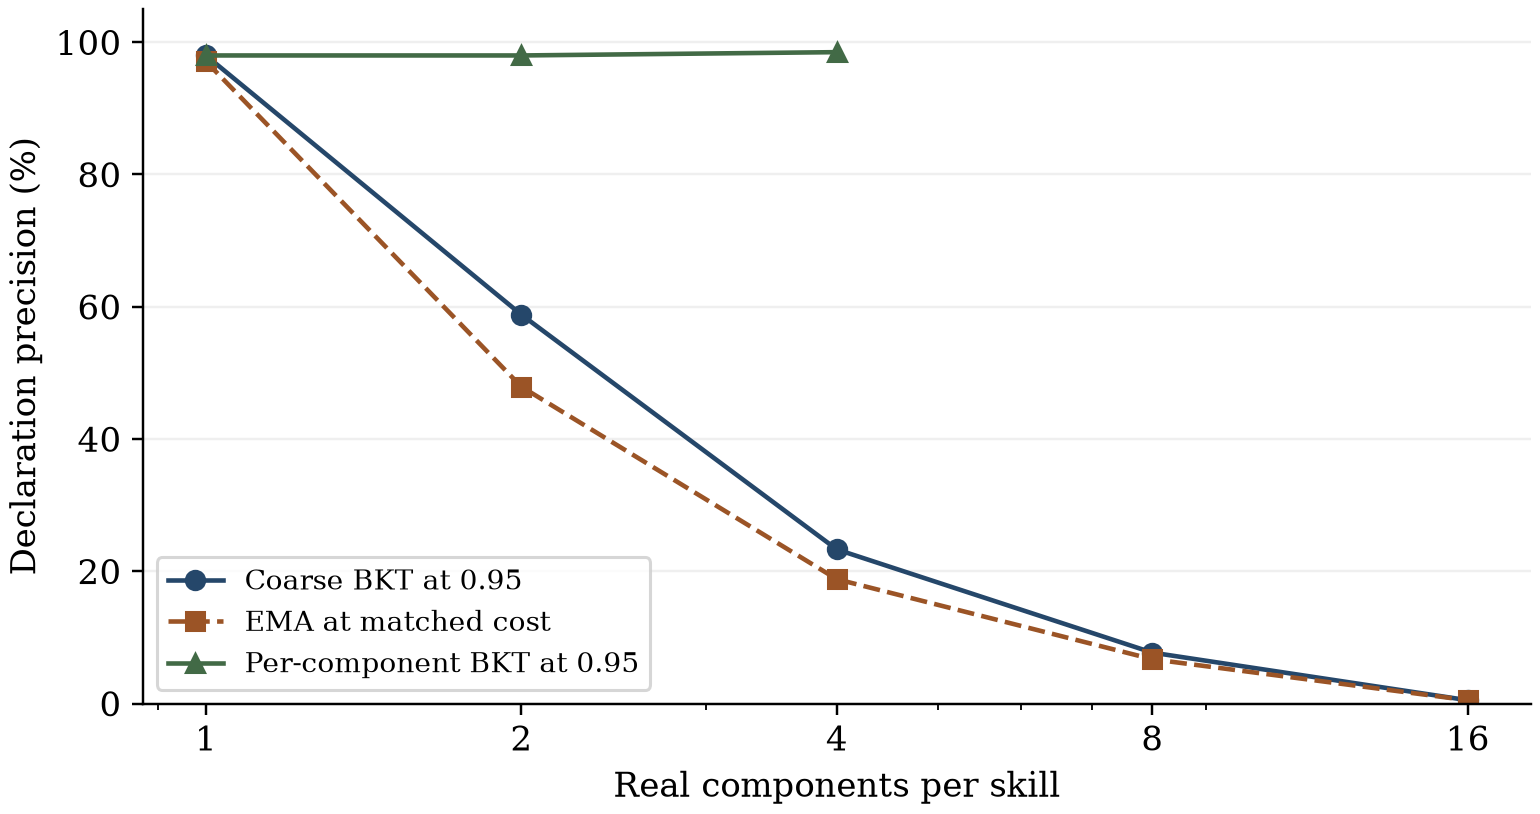 Declaration precision (%)
100
80
60
40
20
0
Coarse BKT at 0.95
EMA at matched cost
Per-component BKT at 0.95
1 2 4 8 16
Real components per skill